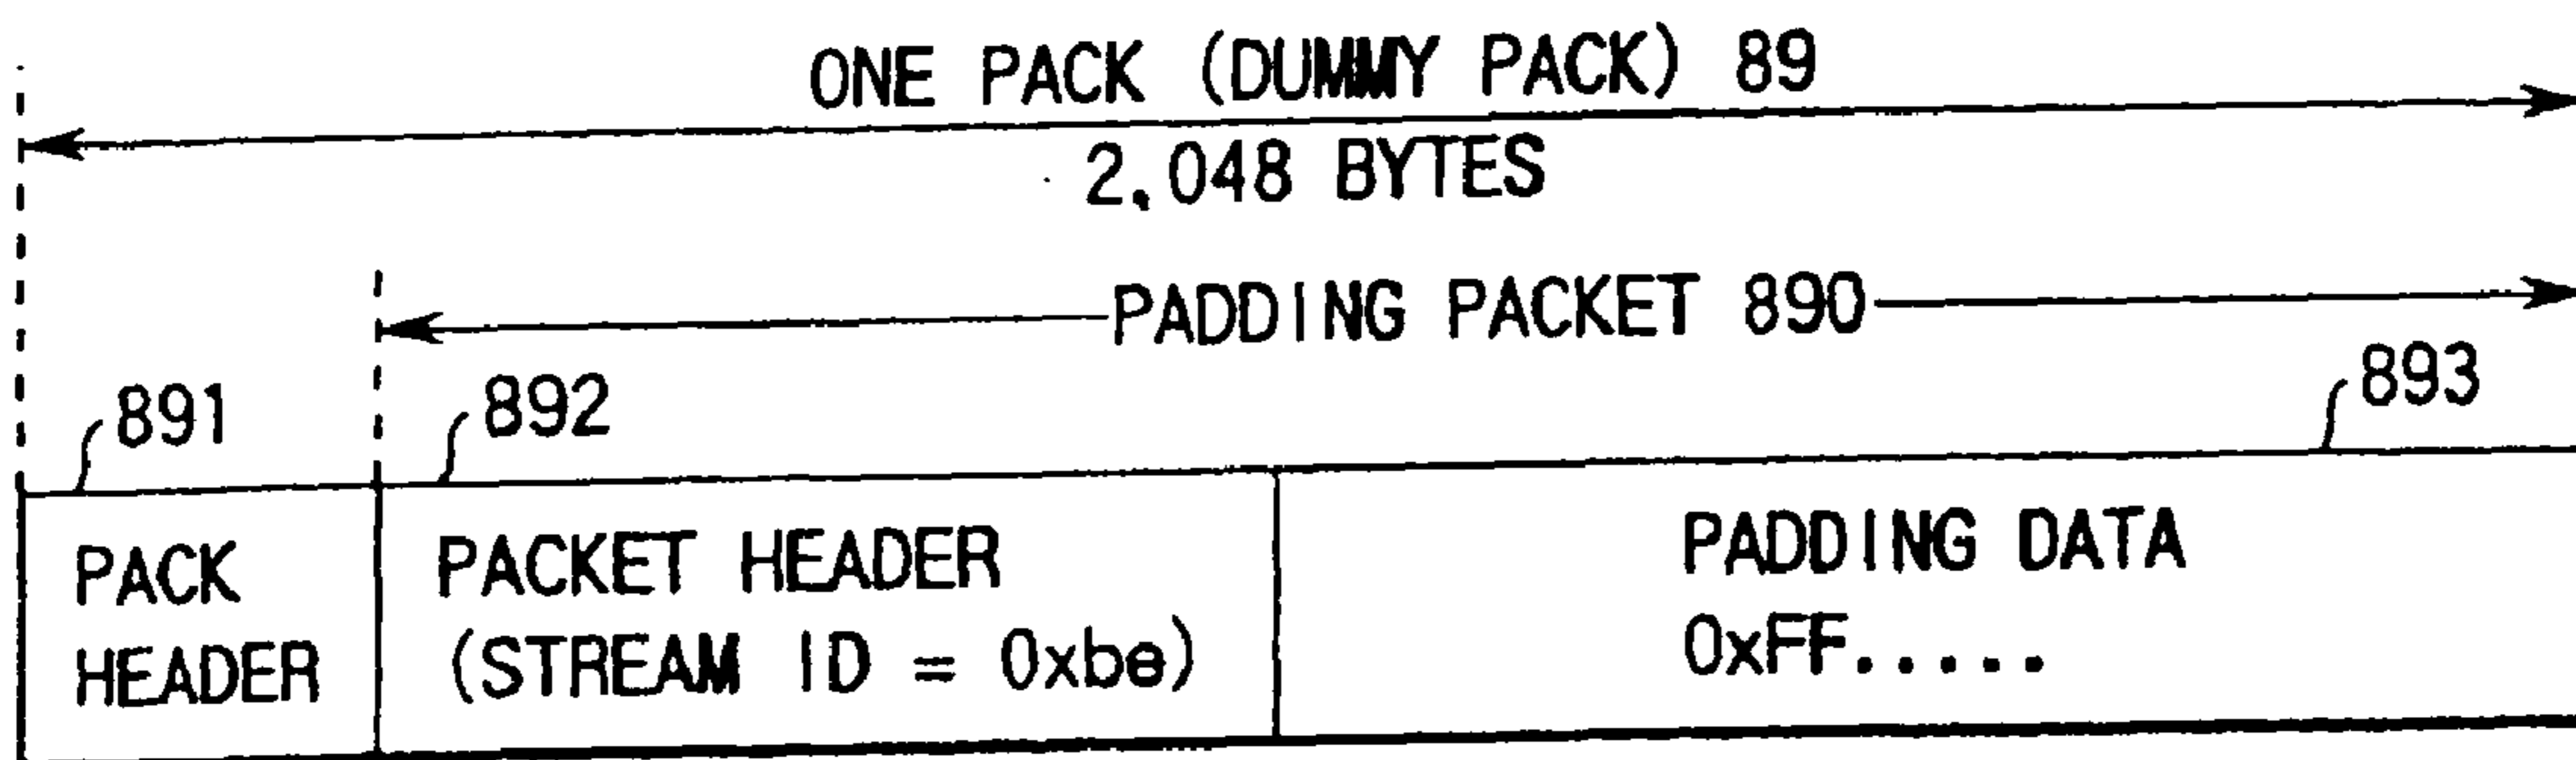 ONE PACK (DUMMY PACK) 89
2,048 BYTES
PADDING PACKET 890
891
892
893
PACK
HEADER
PACKET HEADER
(STREAM ID = 0xbe)
PADDING DATA
0xFF.....